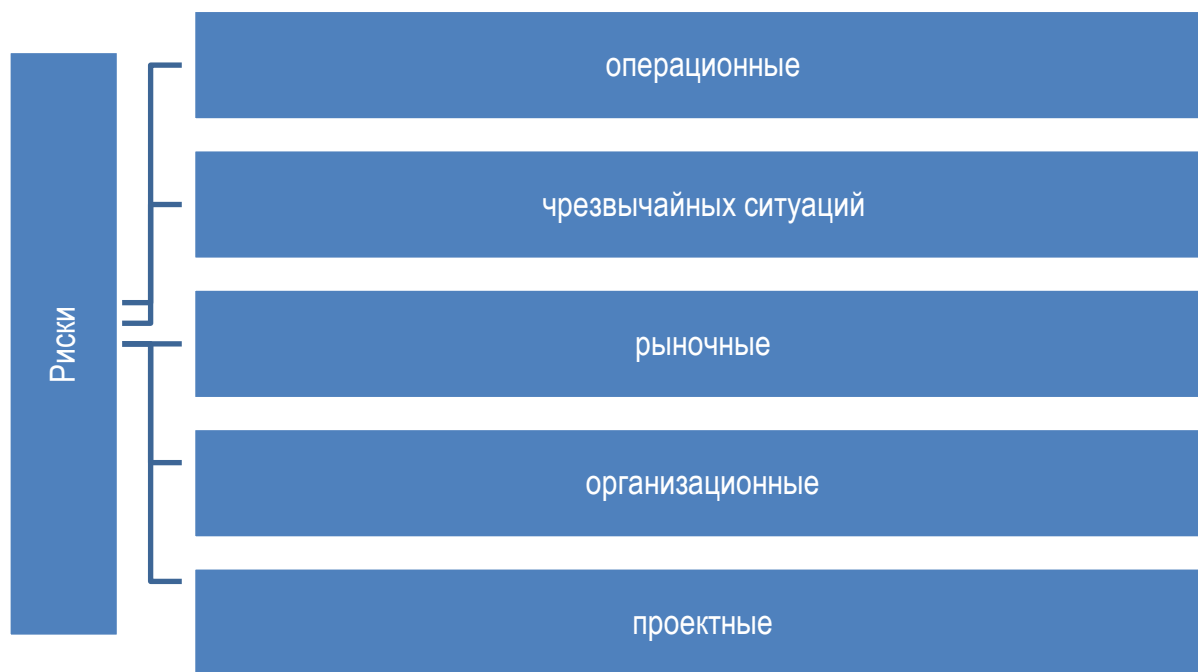 Риски
операционные
чрезвычайных ситуаций
рыночные
организационные
проектные